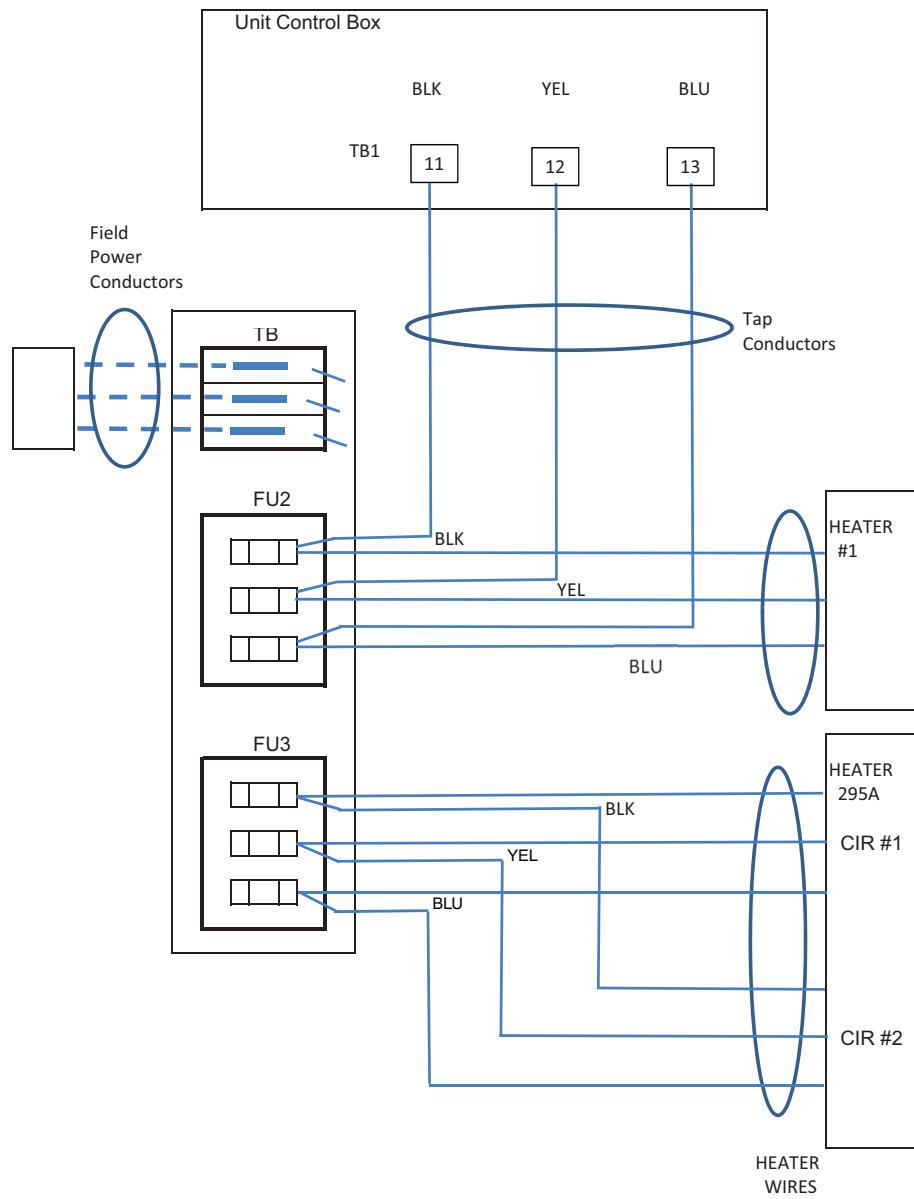 Unit Control Box
BLK
YEL
BLU
TB1
11
12
13
Field
Power
Conductors
Tap
Conductors
TB
FU2
BLK
YEL
BLU
HEATER
#1
FU3
BLK
YEL
BLU
HEATER
295A
CIR #1
CIR #2
HEATER
WIRES